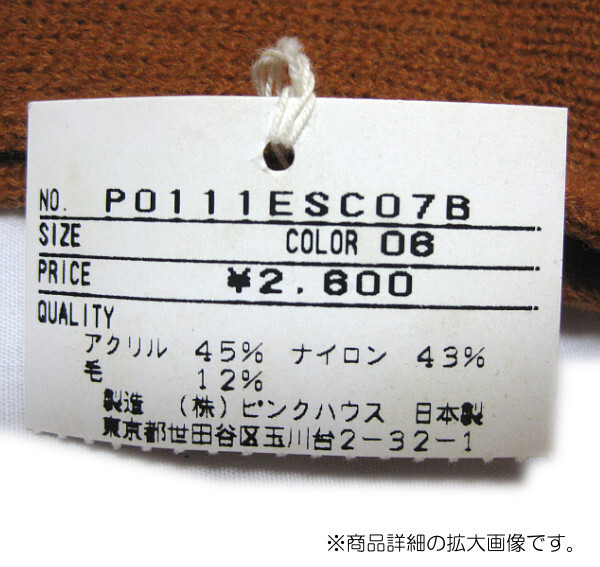 NO. P0111ESC07B
SIZE COLOR 06
PRICE ¥2,600
QUALITY
アクリル 45% ナイロン 43%
毛 12%
製造 (株)ピンクハウス 日本製
東京都世田谷区玉川台2-32-1
※商品詳細の拡大画像です。